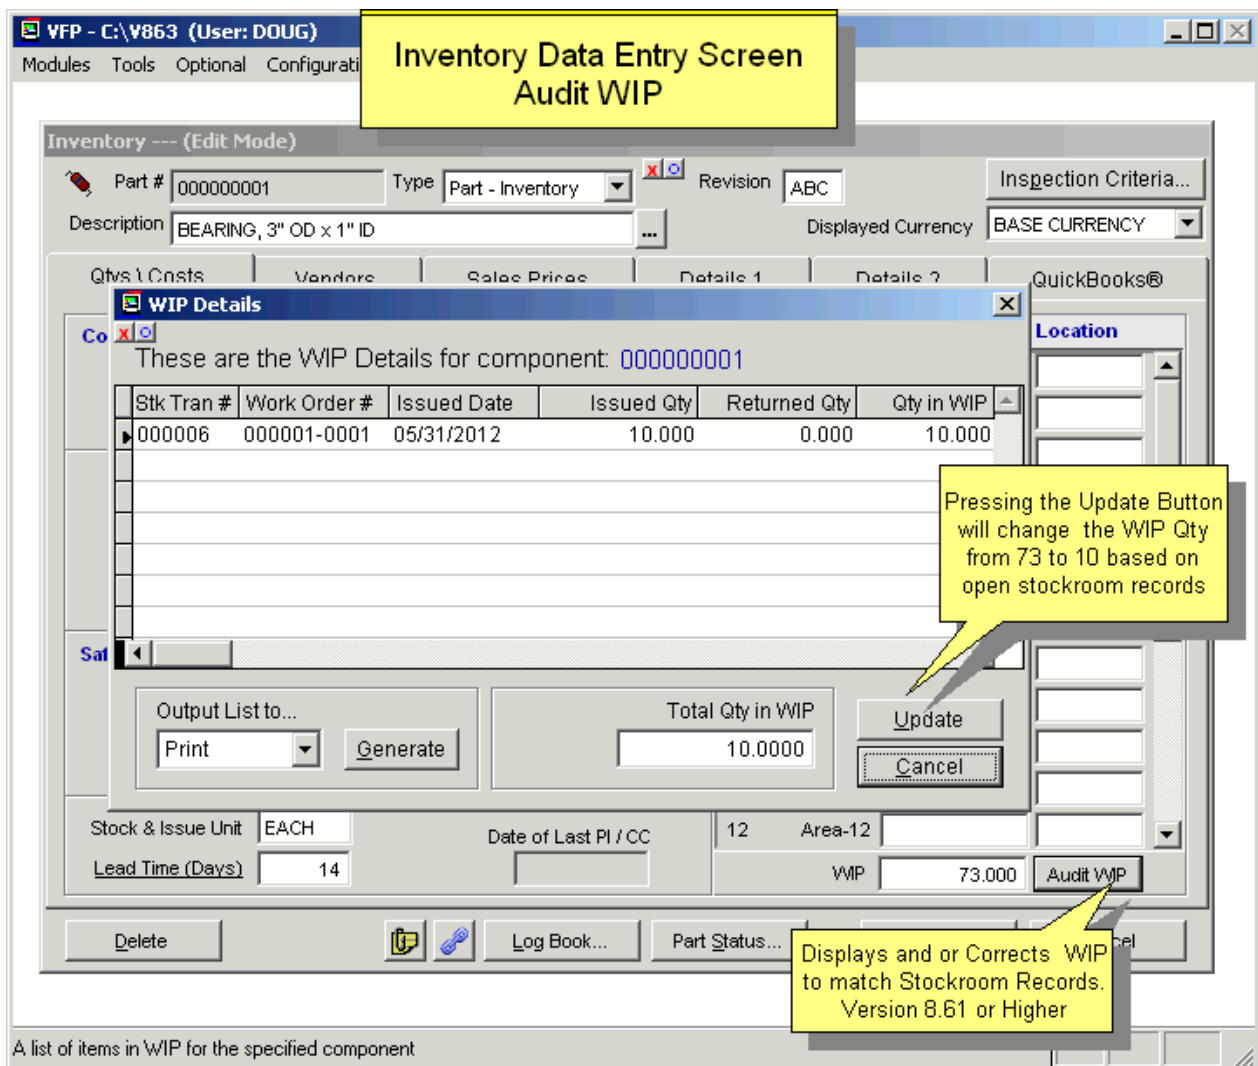 VFP - C:\V863 (User: DOUG)
Inventory Data Entry Screen
Audit WIP
Modules Tools Optional Configurati
Inventory --- (Edit Mode)
Part # 000000001 Type Part - Inventory x Revision ABC Inspection Criteria...
Description BEARING, 3" OD x 1" ID ... Displayed Currency BASE CURRENCY
Qtys \ Costs Vendors Sales Prices Details 1 Details 2 QuickBooks®
WIP Details
Co x Location
These are the WIP Details for component: 000000001
Stk Tran # Work Order # Issued Date Issued Qty Returned Qty Qty in WIP
000006 000001-0001 05/31/2012 10.000 0.000 10.000
Pressing the Update Button
will change the WIP Qty
from 73 to 10 based on
open stockroom records
Sat
Output List to... Total Qty in WIP Update
Print Generate 10.0000
Cancel
Stock & Issue Unit EACH Date of Last PI / CC 12 Area-12
Lead Time (Days) 14 WIP 73.000 Audit WIP
Delete Log Book... Part Status... cel
Displays and or Corrects WIP
to match Stockroom Records.
Version 8.61 or Higher
A list of items in WIP for the specified component